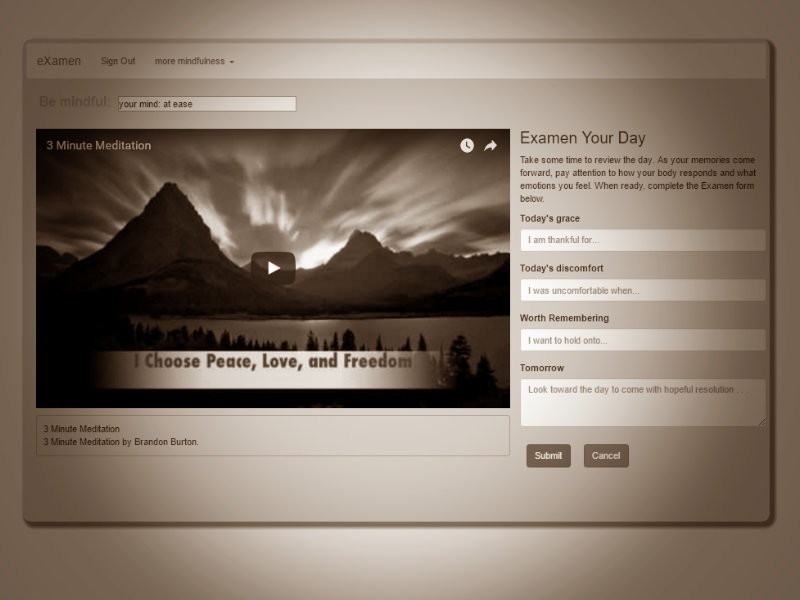 eXamen Sign Out more mindfulness
Be mindful: your mind: at ease
3 Minute Meditation
I Choose Peace, Love, and Freedom
3 Minute Meditation
3 Minute Meditation by Brandon Burton.
Examen Your Day
Take some time to review the day. As your memories come
forward, pay attention to how your body responds and what
emotions you feel. When ready, complete the Examen form
below.
Today's grace
I am thankful for...
Today's discomfort
I was uncomfortable when...
Worth Remembering
I want to hold onto...
Tomorrow
Look toward the day to come with hopeful resolution . . .
Submit Cancel